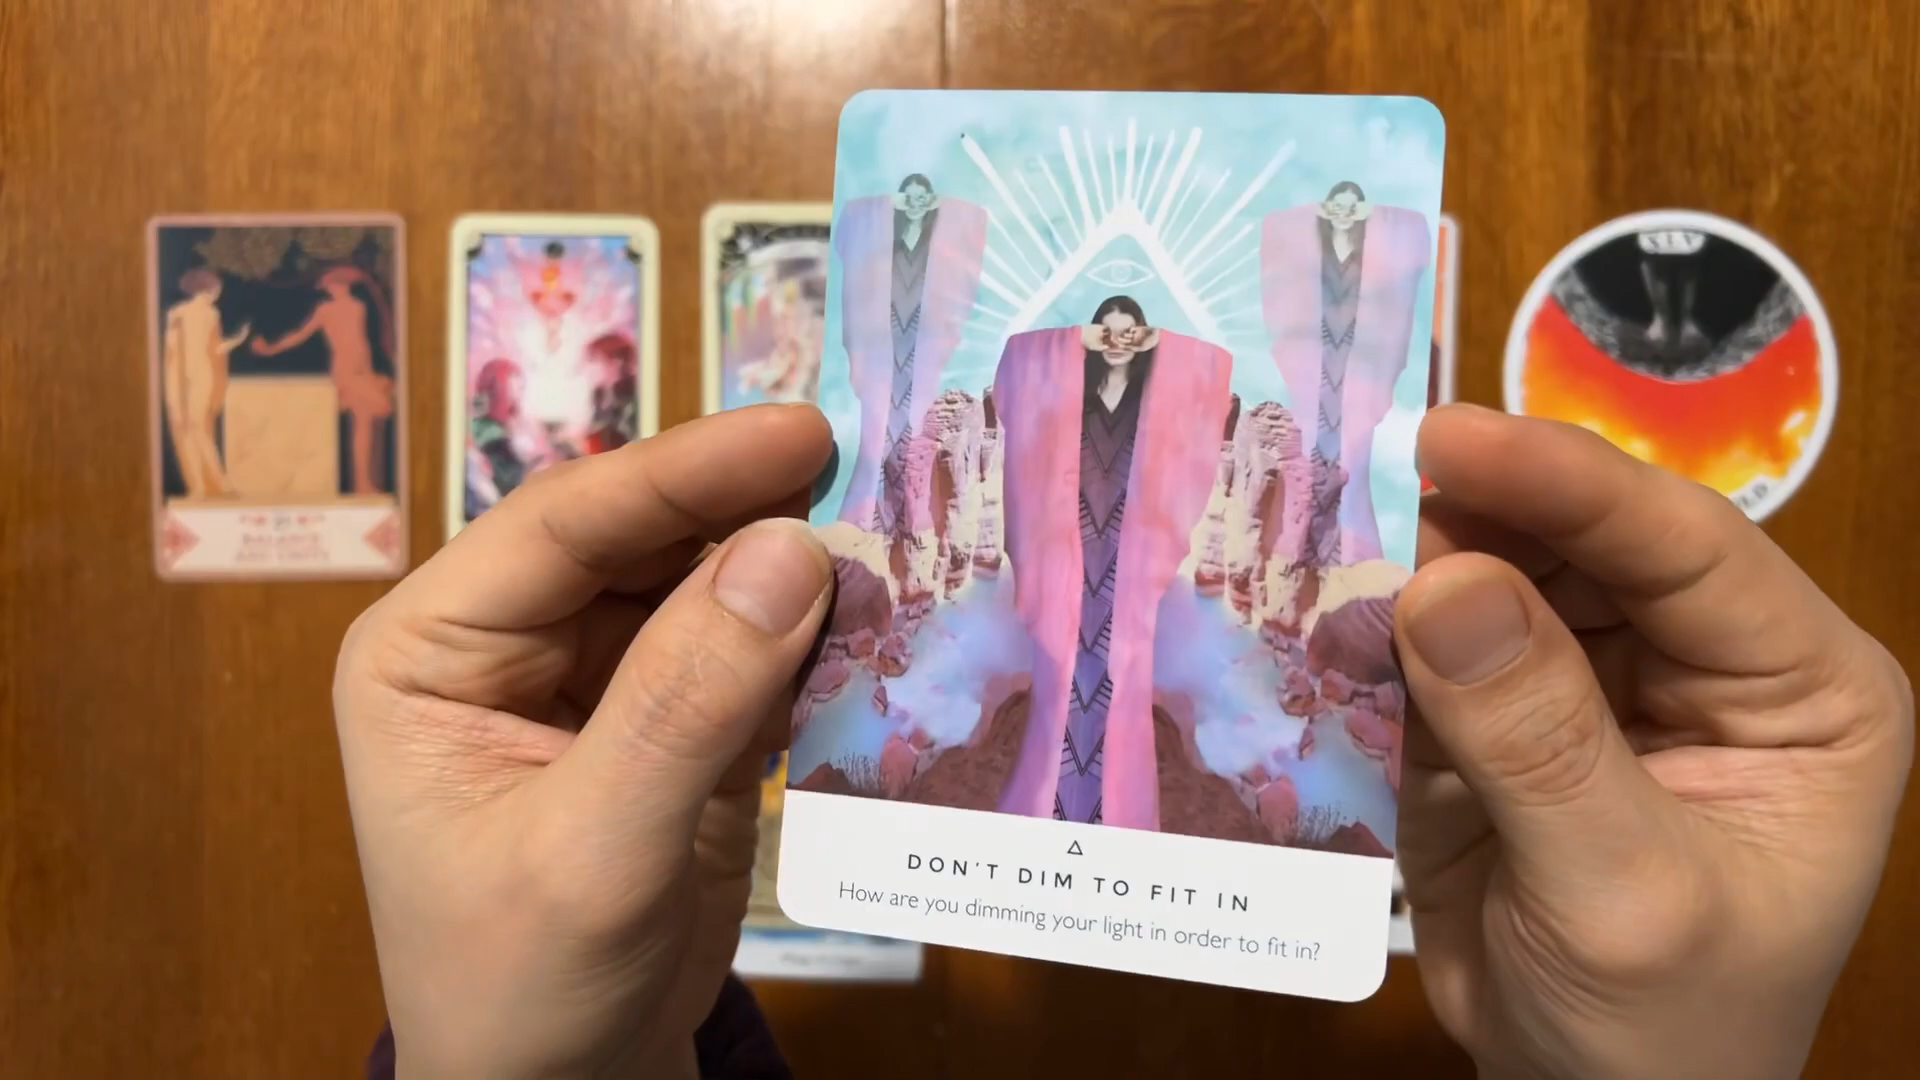 DON'T DIM TO FIT IN
How are you dimming your light in order to fit in?